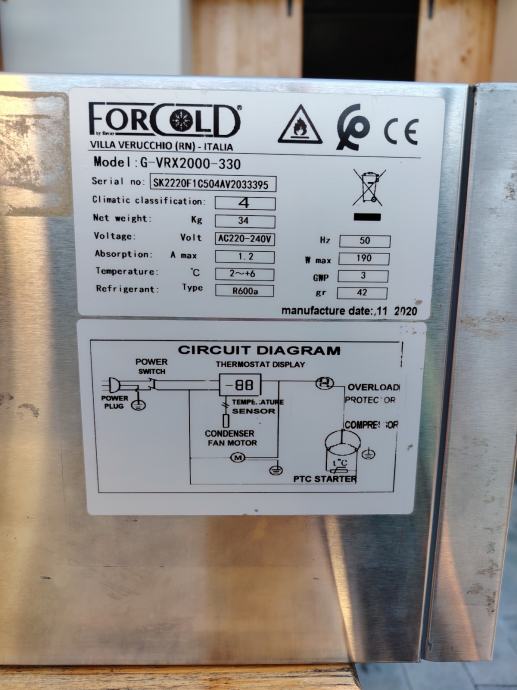 FORCOLD®
by Revor
VILLA VERUCCHIO (RN) - ITALIA
CE
Model: G-VRX2000-330
Serial no: SK2220F1C504AV2033395
Climatic classification: 4
Net weight: Kg 34
Voltage: Volt AC220-240V Hz 50
Absorption: A max 1.2 W max 190
Temperature: °C 2~+6 GWP 3
Refrigerant: Type R600a gr 42
manufacture date:,11 2020
CIRCUIT DIAGRAM
THERMOSTAT DISPLAY
POWER
SWITCH
-88
POWER
PLUG
OVERLOAD
PROTECTOR
TEMPERATURE
SENSOR
CONDENSER
FAN MOTOR
M
COMPRESSOR
t°C
PTC STARTER